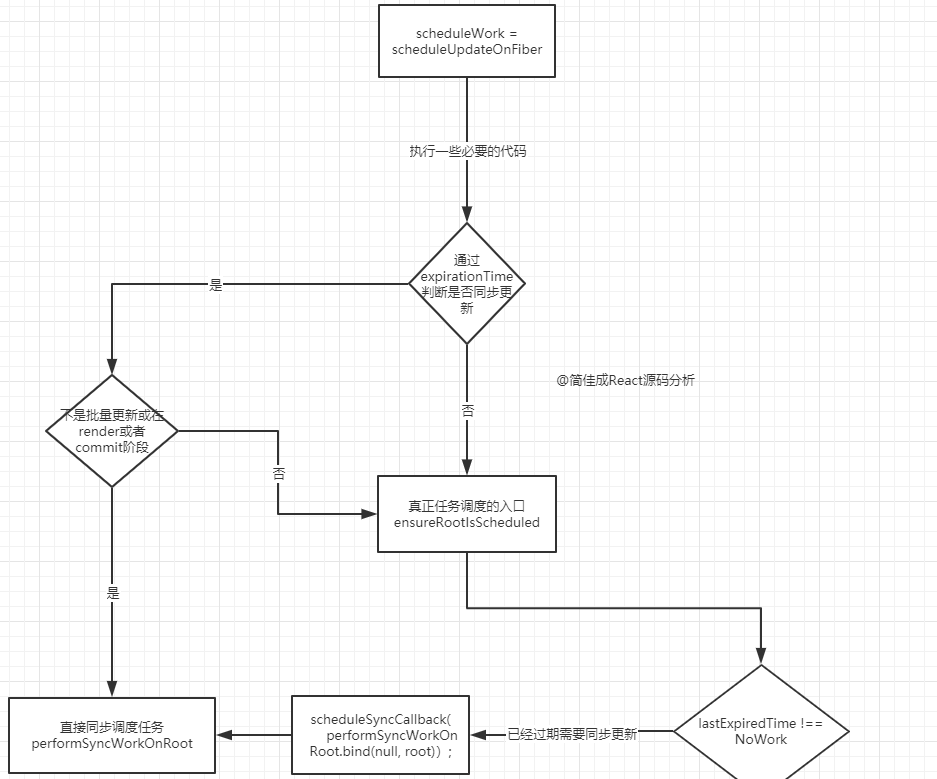 scheduleWork =
scheduleUpdateOnFiber
执行一些必要的代码
通过
expirationTime
判断是否同步更
新
是
@简佳成React源码分析
否
不是批量更新或在
render或者
commit阶段
否
真正任务调度的入口
ensureRootIsScheduled
是
直接同步调度任务
performSyncWorkOnRoot
scheduleSyncCallback(
performSyncWorkOn
Root.bind(null, root)）;
已经过期需要同步更新
lastExpiredTime !==
NoWork